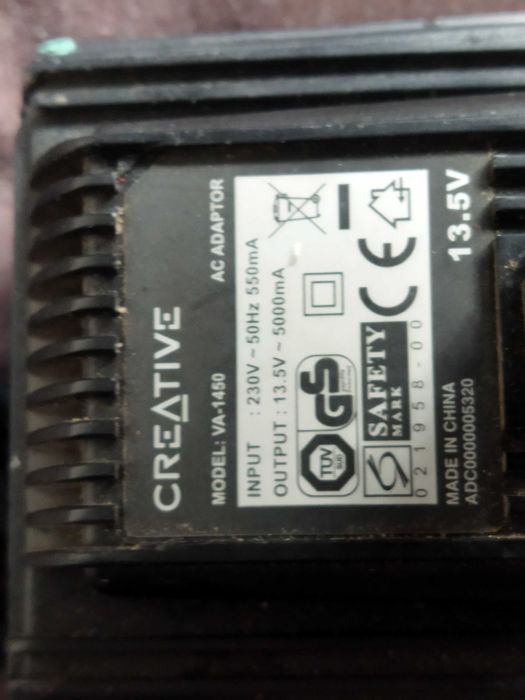 CREATIVE
MODEL: VA-1450 AC ADAPTOR
INPUT : 230V ~ 50Hz 550mA
OUTPUT : 13.5V ~ 5000mA
TÜV
SÜD
GS
CE
SAFETY
MARK
021958-00
MADE IN CHINA
ADC0000005320
13.5V